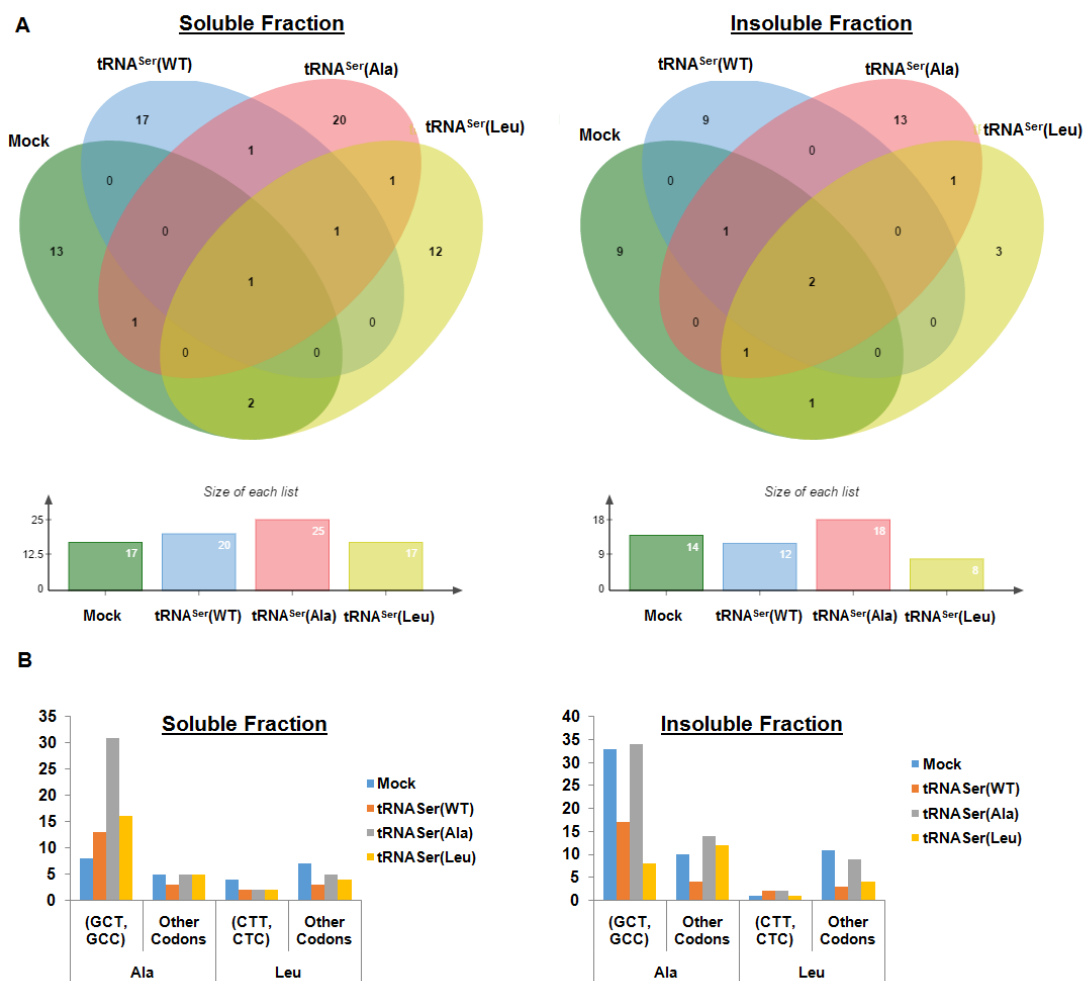 A
Soluble Fraction
Insoluble Fraction
tRNASer(WT)
tRNASer(Ala)
tRNASer(Leu)
Mock
17
20
1
0
1
13
0
1
12
1
1
0
0
0
2
tRNASer(WT)
tRNASer(Ala)
tRNASer(Leu)
Mock
9
13
0
0
1
9
1
0
3
2
0
0
1
0
1
Size of each list
25
12.5
0
17
20
25
17
Mock
tRNASer(WT)
tRNASer(Ala)
tRNASer(Leu)
Size of each list
18
9
0
14
12
18
8
Mock
tRNASer(WT)
tRNASer(Ala)
tRNASer(Leu)
B
Soluble Fraction
35
30
25
20
15
10
5
0
Mock
tRNASer(WT)
tRNASer(Ala)
tRNASer(Leu)
(GCT,
GCC)
Other
Codons
(CTT,
CTC)
Other
Codons
Ala
Leu
Insoluble Fraction
40
35
30
25
20
15
10
5
0
Mock
tRNASer(WT)
tRNASer(Ala)
tRNASer(Leu)
(GCT,
GCC)
Other
Codons
(CTT,
CTC)
Other
Codons
Ala
Leu